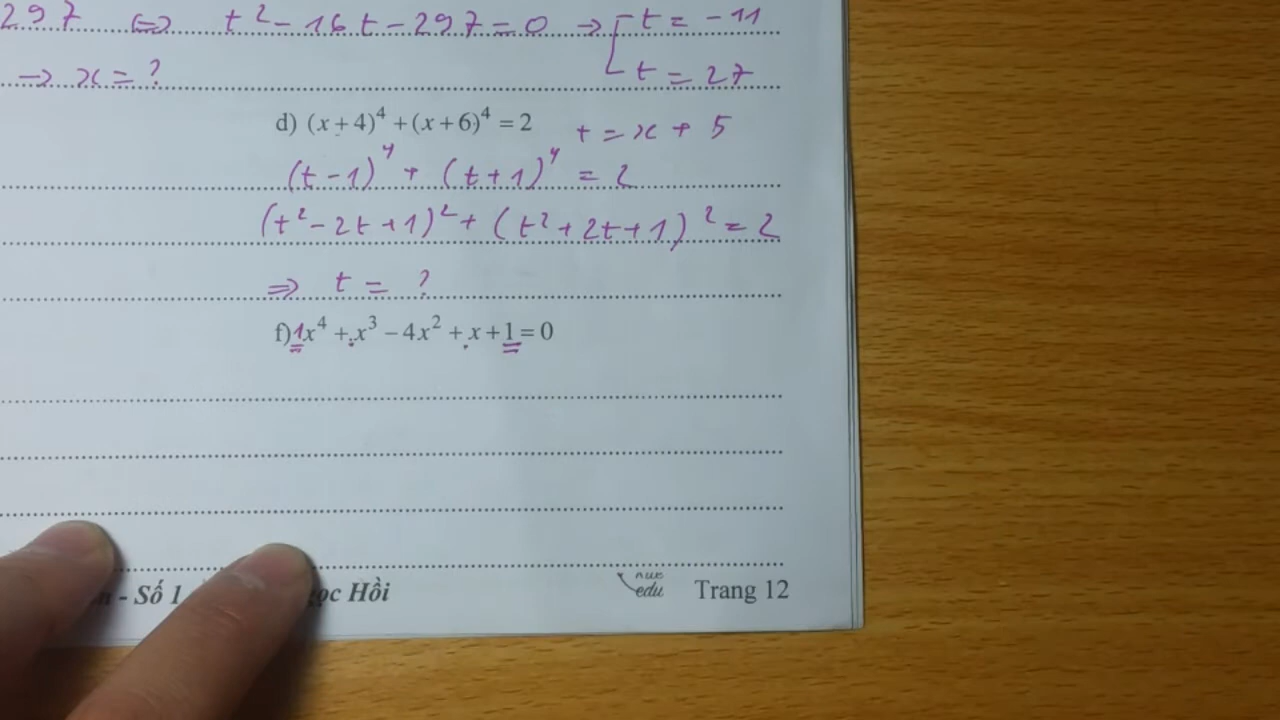 297 ⇔ t² - 16t - 297 = 0 → [ t = -11
→ x = ? t = 27
d) (x + 4)⁴ + (x + 6)⁴ = 2 t = x + 5
(t - 1)⁴ + (t + 1)⁴ = 2
(t² - 2t + 1)² + (t² + 2t + 1)² = 2
⇒ t = ?
f) 1x⁴ + x³ - 4x² + x + 1 = 0
- Số 1 Hồi nue edu Trang 12